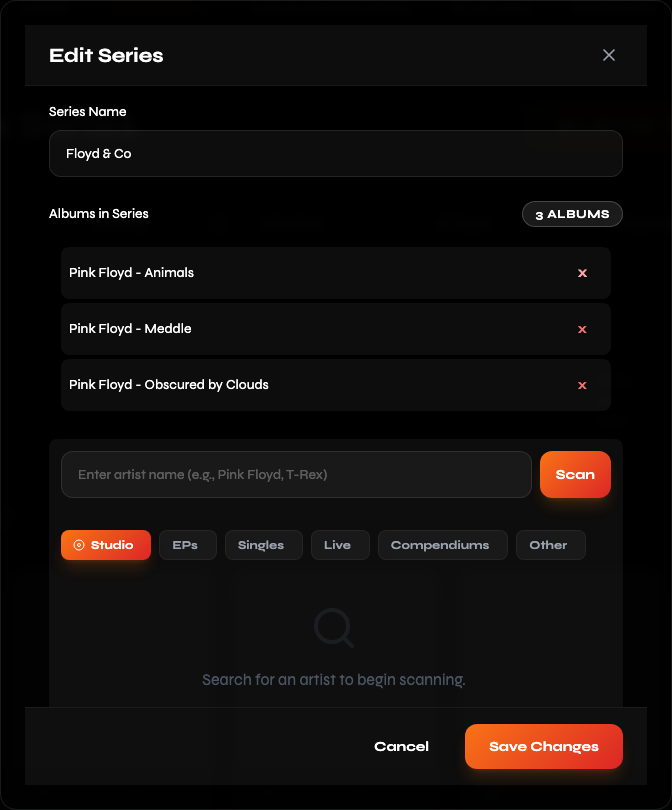 Edit Series
Series Name
Floyd & Co
Albums in Series
3 ALBUMS
Pink Floyd - Animals
x
Pink Floyd - Meddle
x
Pink Floyd - Obscured by Clouds
x
Enter artist name (e.g., Pink Floyd, T-Rex)
Scan
Studio
EPs
Singles
Live
Compendiums
Other
Search for an artist to begin scanning.
Cancel
Save Changes